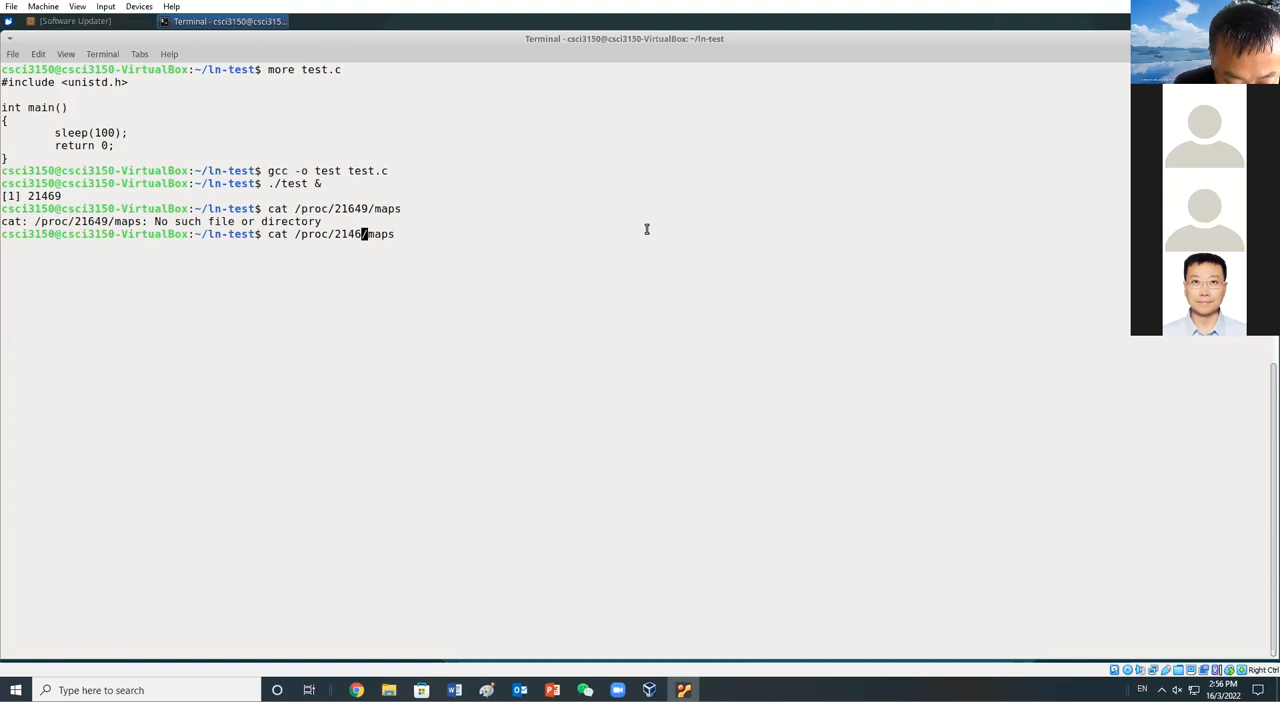 File Machine View Input Devices Help
[Software Updater]
Terminal - csci3150@csci315...
Terminal - csci3150@csci3150-VirtualBox: ~/ln-test
File Edit View Terminal Tabs Help
csci3150@csci3150-VirtualBox:~/ln-test$ more test.c
#include <unistd.h>
int main()
{
sleep(100);
return 0;
}
csci3150@csci3150-VirtualBox:~/ln-test$ gcc -o test test.c
csci3150@csci3150-VirtualBox:~/ln-test$ ./test &
[1] 21469
csci3150@csci3150-VirtualBox:~/ln-test$ cat /proc/21649/maps
cat: /proc/21649/maps: No such file or directory
csci3150@csci3150-VirtualBox:~/ln-test$ cat /proc/2146/maps
Right Ctrl
Type here to search
EN
2:56 PM
16/3/2022